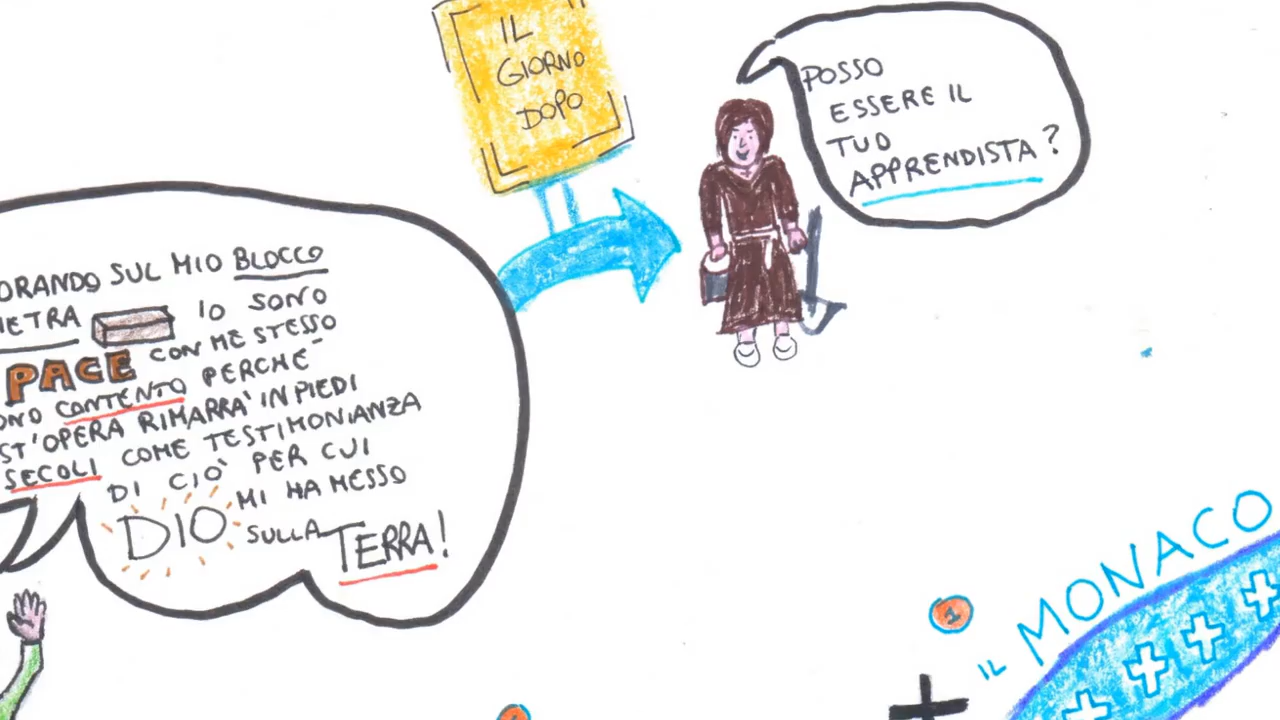 IL
GIORNO
DOPO
POSSO
ESSERE IL
TUO
APPRENDISTA?
ORANDO SUL MIO BLOCCO
IETRA IO SONO
PACE CON ME STESSO
ONO CONTENTO PERCHÉ
ST'OPERA RIMARRA' IN PIEDI
SECOLI COME TESTIMONIANZA
DI CIO' PER CUI
DIO MI HA MESSO
SULLA TERRA!
1
IL MONACO